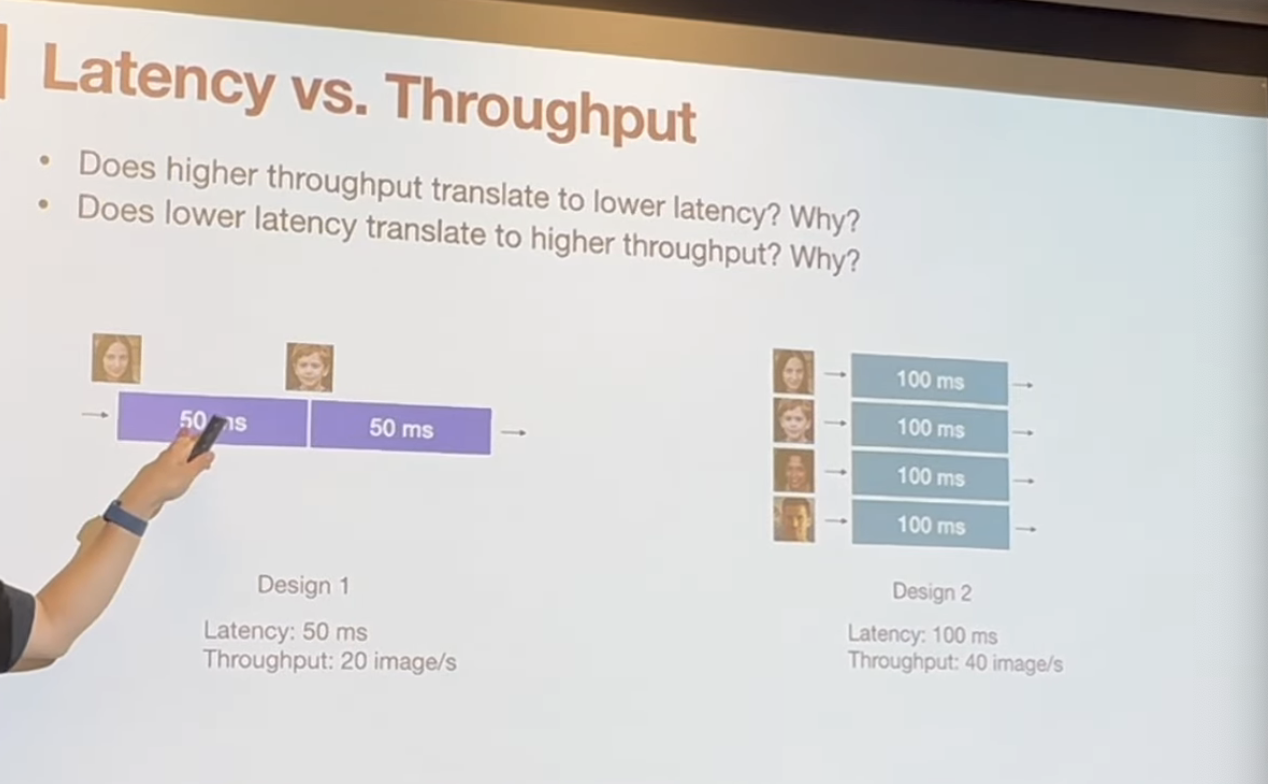 Latency vs. Throughput
• Does higher throughput translate to lower latency? Why?
• Does lower latency translate to higher throughput? Why?
50 ms
50 ms
100 ms
100 ms
100 ms
100 ms
Design 1
Latency: 50 ms
Throughput: 20 image/s
Design 2
Latency: 100 ms
Throughput: 40 image/s